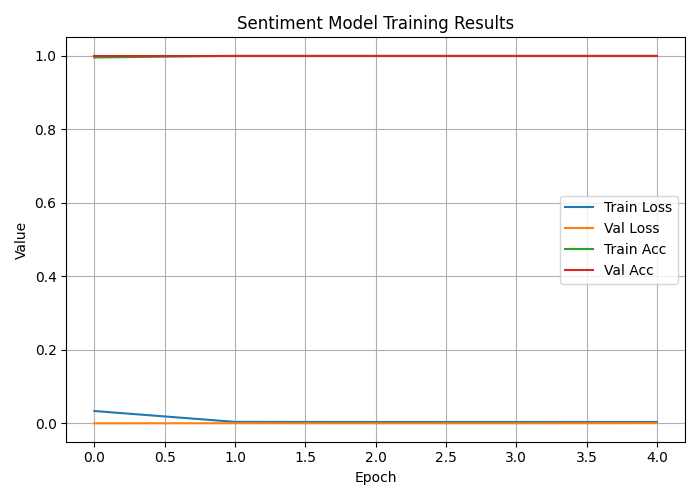 Sentiment Model Training Results
1.0
0.8
0.6
0.4
0.2
0.0
Value
Train Loss
Val Loss
Train Acc
Val Acc
0.0 0.5 1.0 1.5 2.0 2.5 3.0 3.5 4.0
Epoch